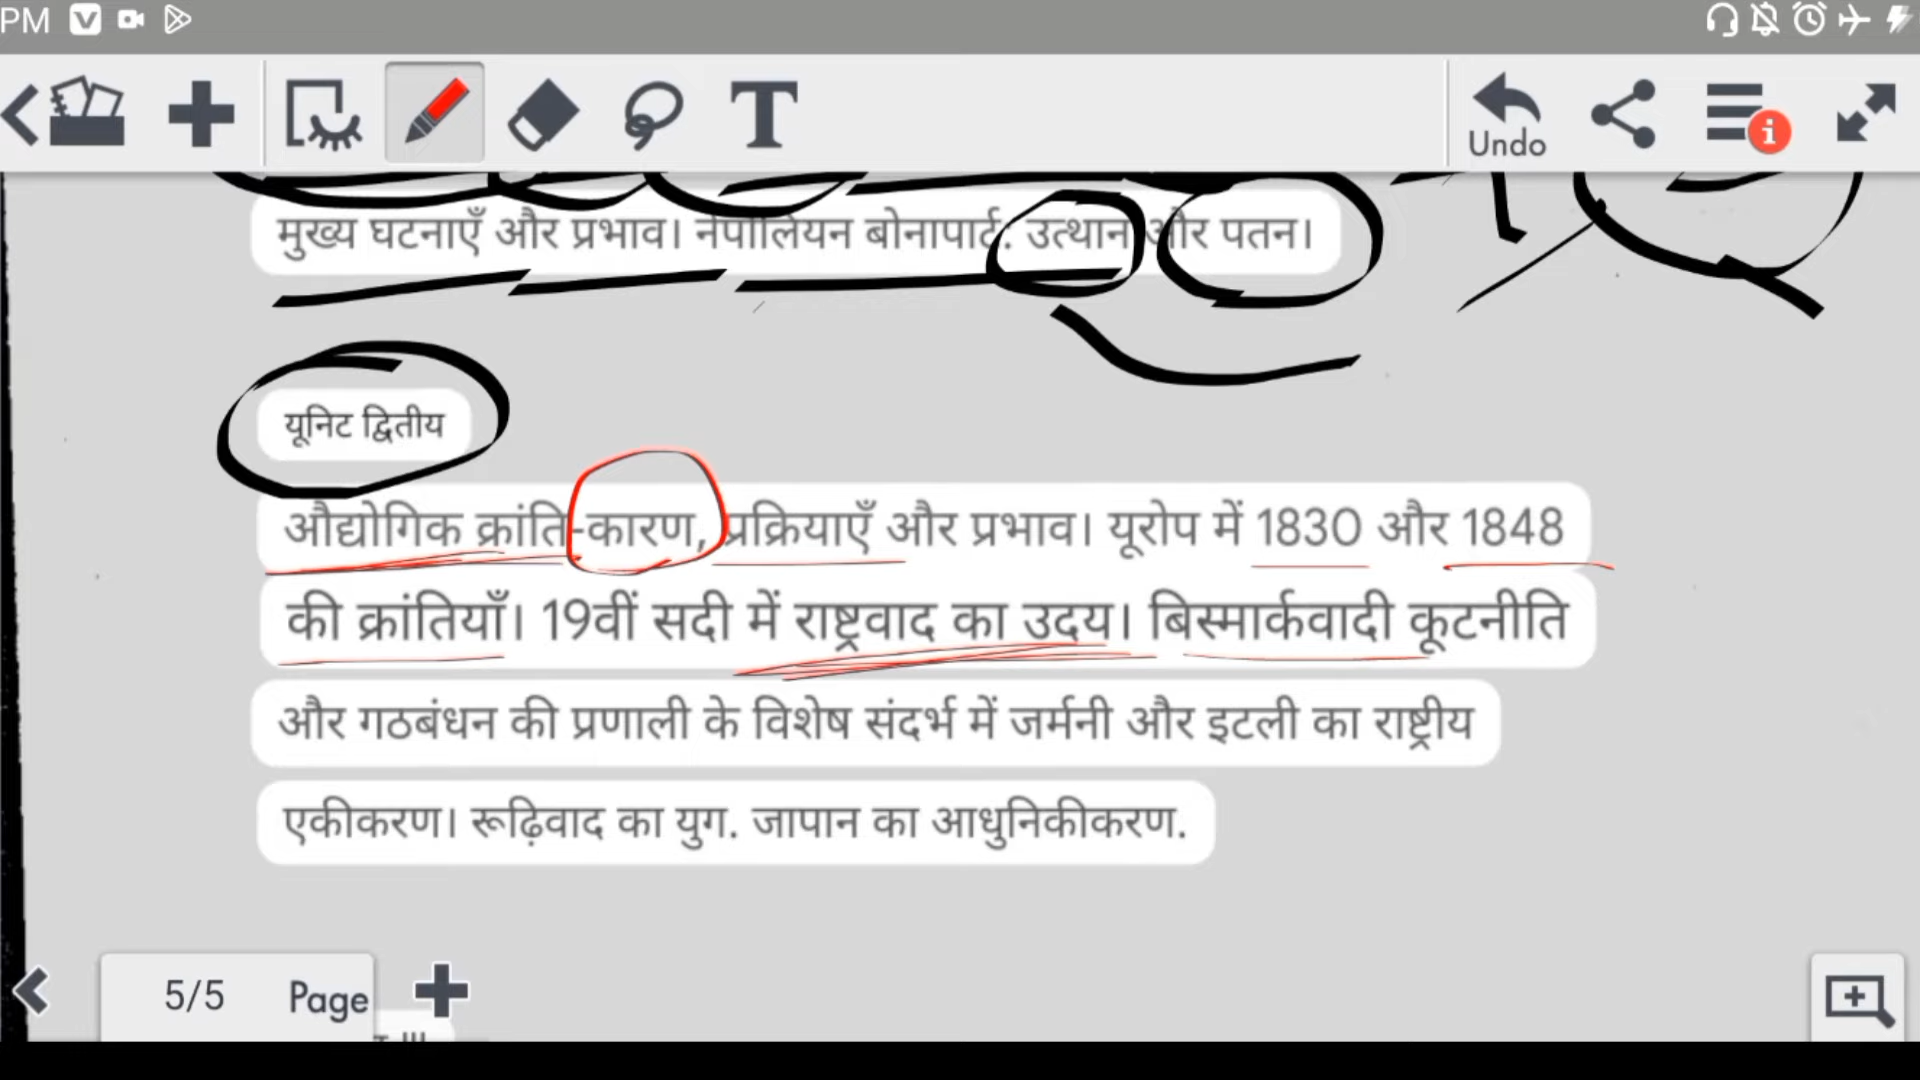 PM
Undo
मुख्य घटनाएँ और प्रभाव। नेपोलियन बोनापार्ट: उत्थान और पतन।
यूनिट द्वितीय
औद्योगिक क्रांति-कारण, प्रक्रियाएँ और प्रभाव। यूरोप में 1830 और 1848
की क्रांतियाँ। 19वीं सदी में राष्ट्रवाद का उदय। बिस्मार्कवादी कूटनीति
और गठबंधन की प्रणाली के विशेष संदर्भ में जर्मनी और इटली का राष्ट्रीय
एकीकरण। रूढ़िवाद का युग. जापान का आधुनिकीकरण.
5/5 Page